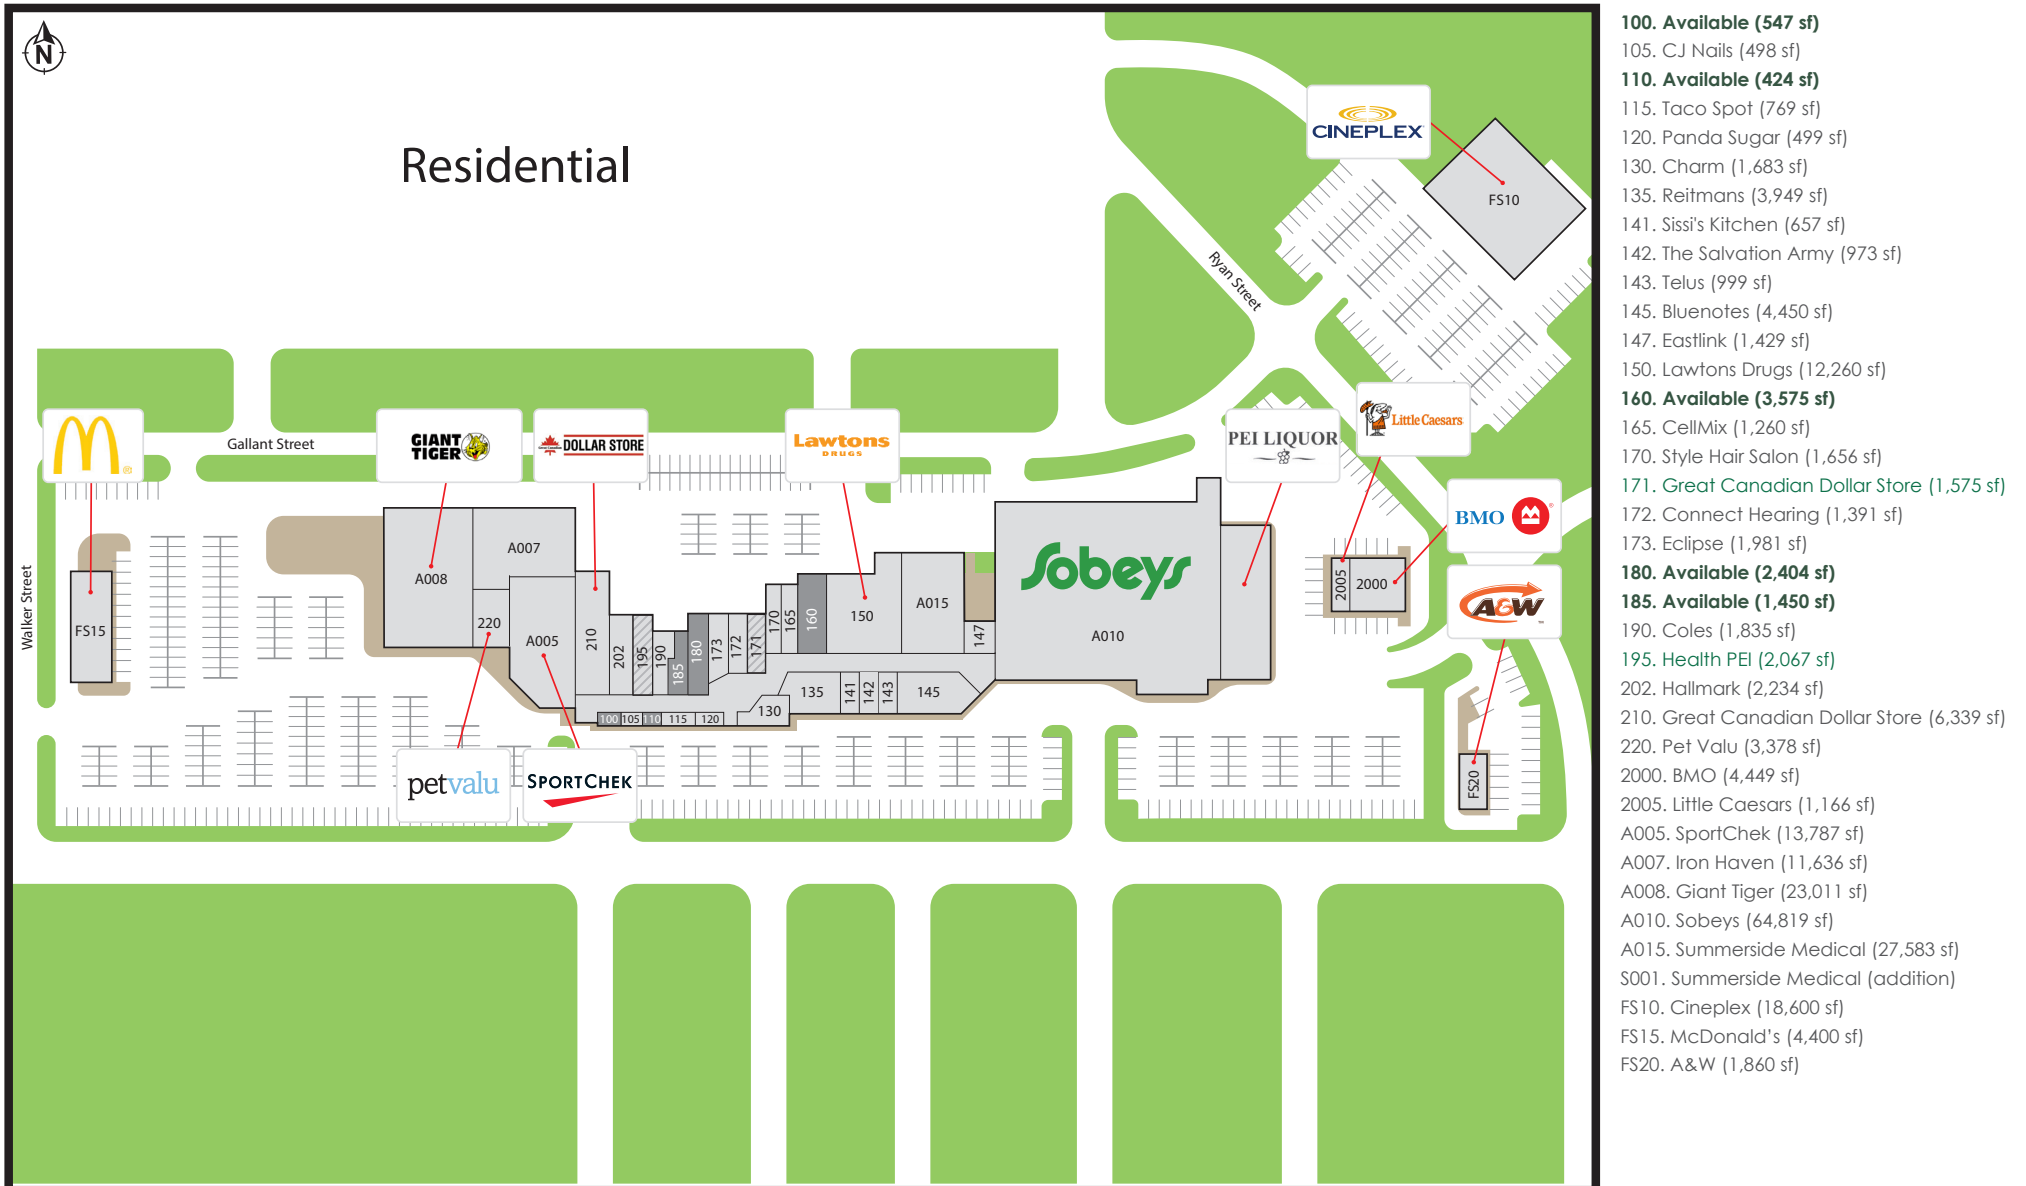 N
Residential
CINEPLEX
FS10
Ryan Street
Gallant Street
Walker Street
GIANT
TIGER
Great Canadian
DOLLAR STORE
Lawtons
DRUGS
PEI LIQUOR
Little Caesars
BMO
A&W
Sobeys
petvalu
SPORTCHEK
FS15
A008
A007
220
A005
210
202
195
190
185
180
173
172
171
170
165
160
150
A015
147
A010
2005
2000
FS20
100
105
110
115
120
130
135
141
142
143
145
100. Available (547 sf)
105. CJ Nails (498 sf)
110. Available (424 sf)
115. Taco Spot (769 sf)
120. Panda Sugar (499 sf)
130. Charm (1,683 sf)
135. Reitmans (3,949 sf)
141. Sissi's Kitchen (657 sf)
142. The Salvation Army (973 sf)
143. Telus (999 sf)
145. Bluenotes (4,450 sf)
147. Eastlink (1,429 sf)
150. Lawtons Drugs (12,260 sf)
160. Available (3,575 sf)
165. CellMix (1,260 sf)
170. Style Hair Salon (1,656 sf)
171. Great Canadian Dollar Store (1,575 sf)
172. Connect Hearing (1,391 sf)
173. Eclipse (1,981 sf)
180. Available (2,404 sf)
185. Available (1,450 sf)
190. Coles (1,835 sf)
195. Health PEI (2,067 sf)
202. Hallmark (2,234 sf)
210. Great Canadian Dollar Store (6,339 sf)
220. Pet Valu (3,378 sf)
2000. BMO (4,449 sf)
2005. Little Caesars (1,166 sf)
A005. SportChek (13,787 sf)
A007. Iron Haven (11,636 sf)
A008. Giant Tiger (23,011 sf)
A010. Sobeys (64,819 sf)
A015. Summerside Medical (27,583 sf)
S001. Summerside Medical (addition)
FS10. Cineplex (18,600 sf)
FS15. McDonald's (4,400 sf)
FS20. A&W (1,860 sf)